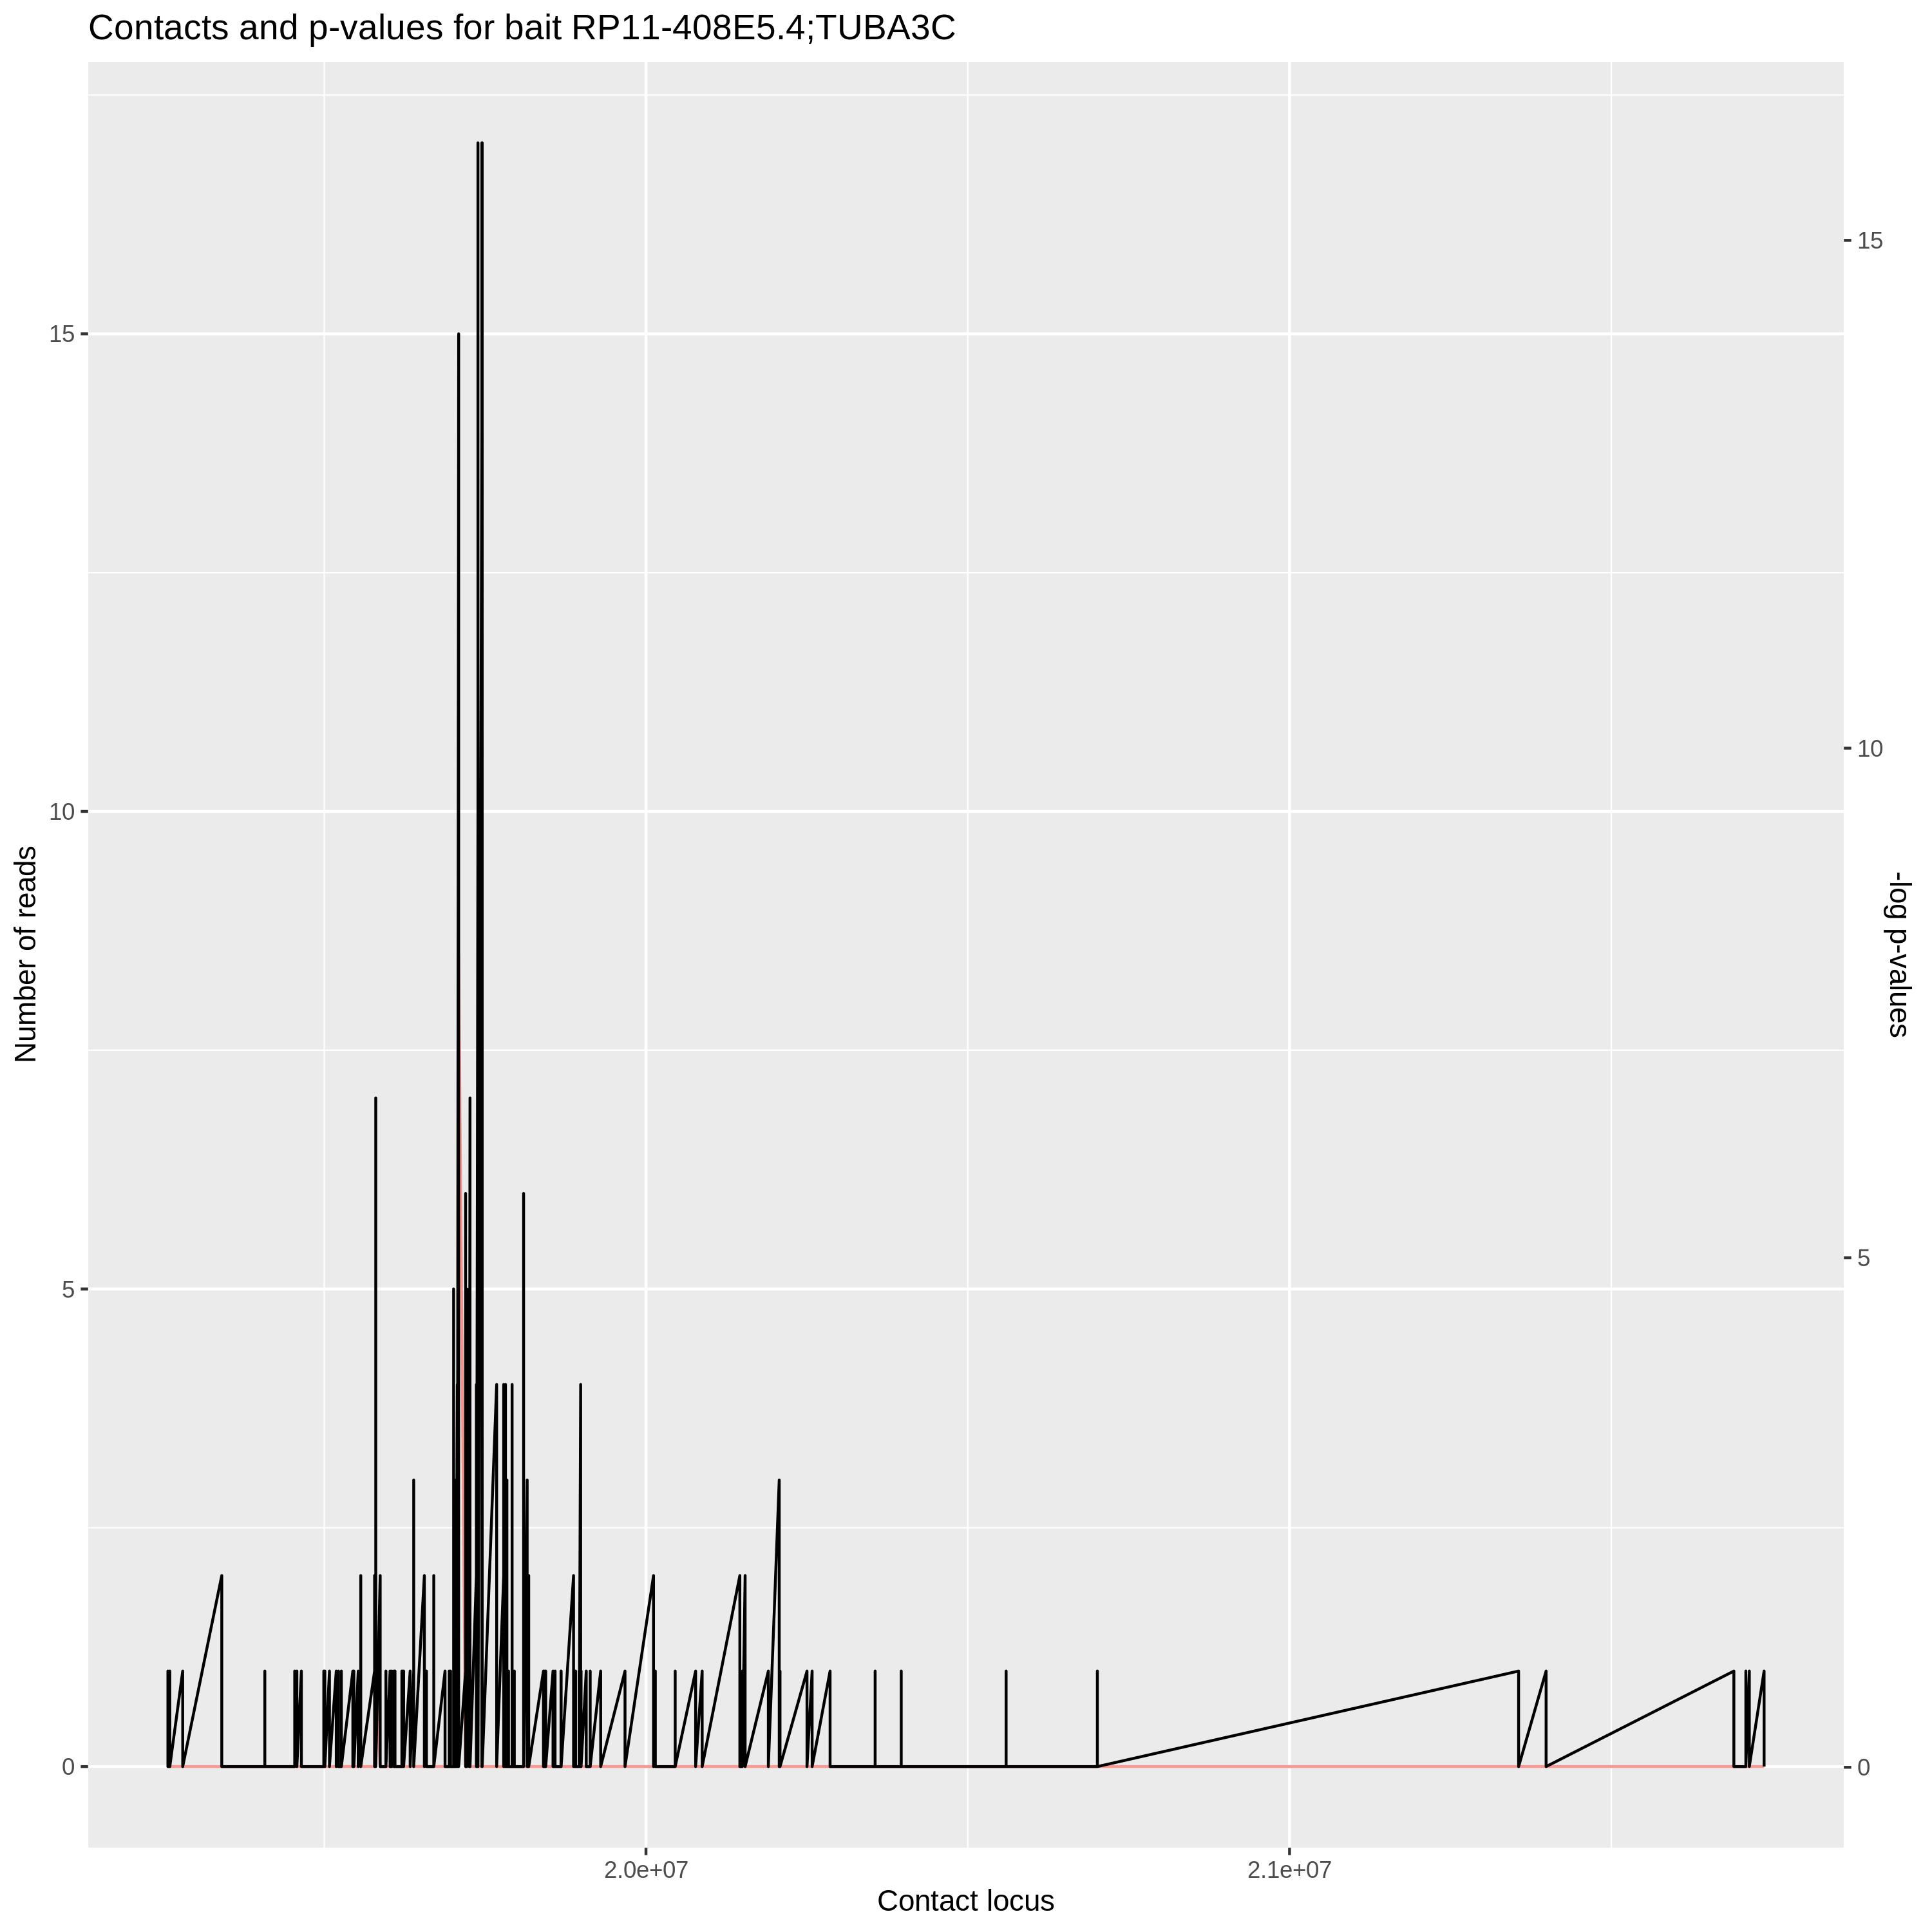 Contacts and p-values for bait RP11-408E5.4;TUBA3C
15
10
5
0
Number of reads
15
10
5
0
-log p-values
2.0e+07
2.1e+07
Contact locus